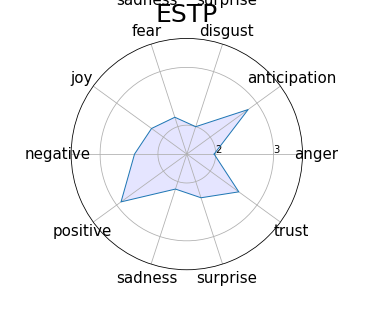 sadness surprise
ESTP
fear disgust
joy anticipation
negative 2 3 anger
positive trust
sadness surprise